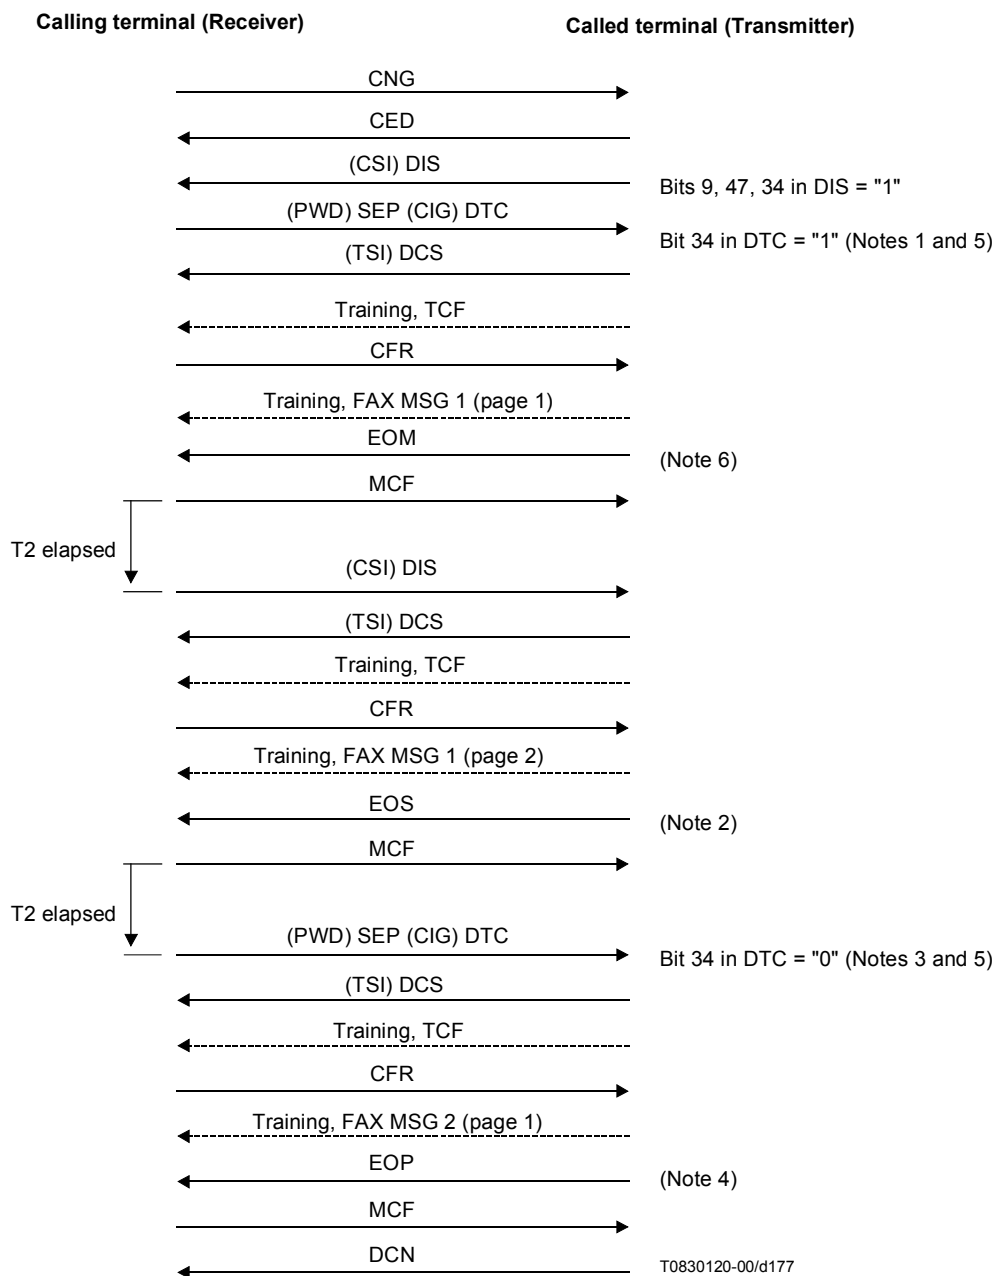 Calling terminal (Receiver)
Called terminal (Transmitter)
CNG
CED
(CSI) DIS
Bits 9, 47, 34 in DIS = "1"
(PWD) SEP (CIG) DTC
Bit 34 in DTC = "1" (Notes 1 and 5)
(TSI) DCS
Training, TCF
CFR
Training, FAX MSG 1 (page 1)
EOM
(Note 6)
MCF
T2 elapsed
(CSI) DIS
(TSI) DCS
Training, TCF
CFR
Training, FAX MSG 1 (page 2)
EOS
(Note 2)
MCF
T2 elapsed
(PWD) SEP (CIG) DTC
Bit 34 in DTC = "0" (Notes 3 and 5)
(TSI) DCS
Training, TCF
CFR
Training, FAX MSG 2 (page 1)
EOP
(Note 4)
MCF
DCN
T0830120-00/d177